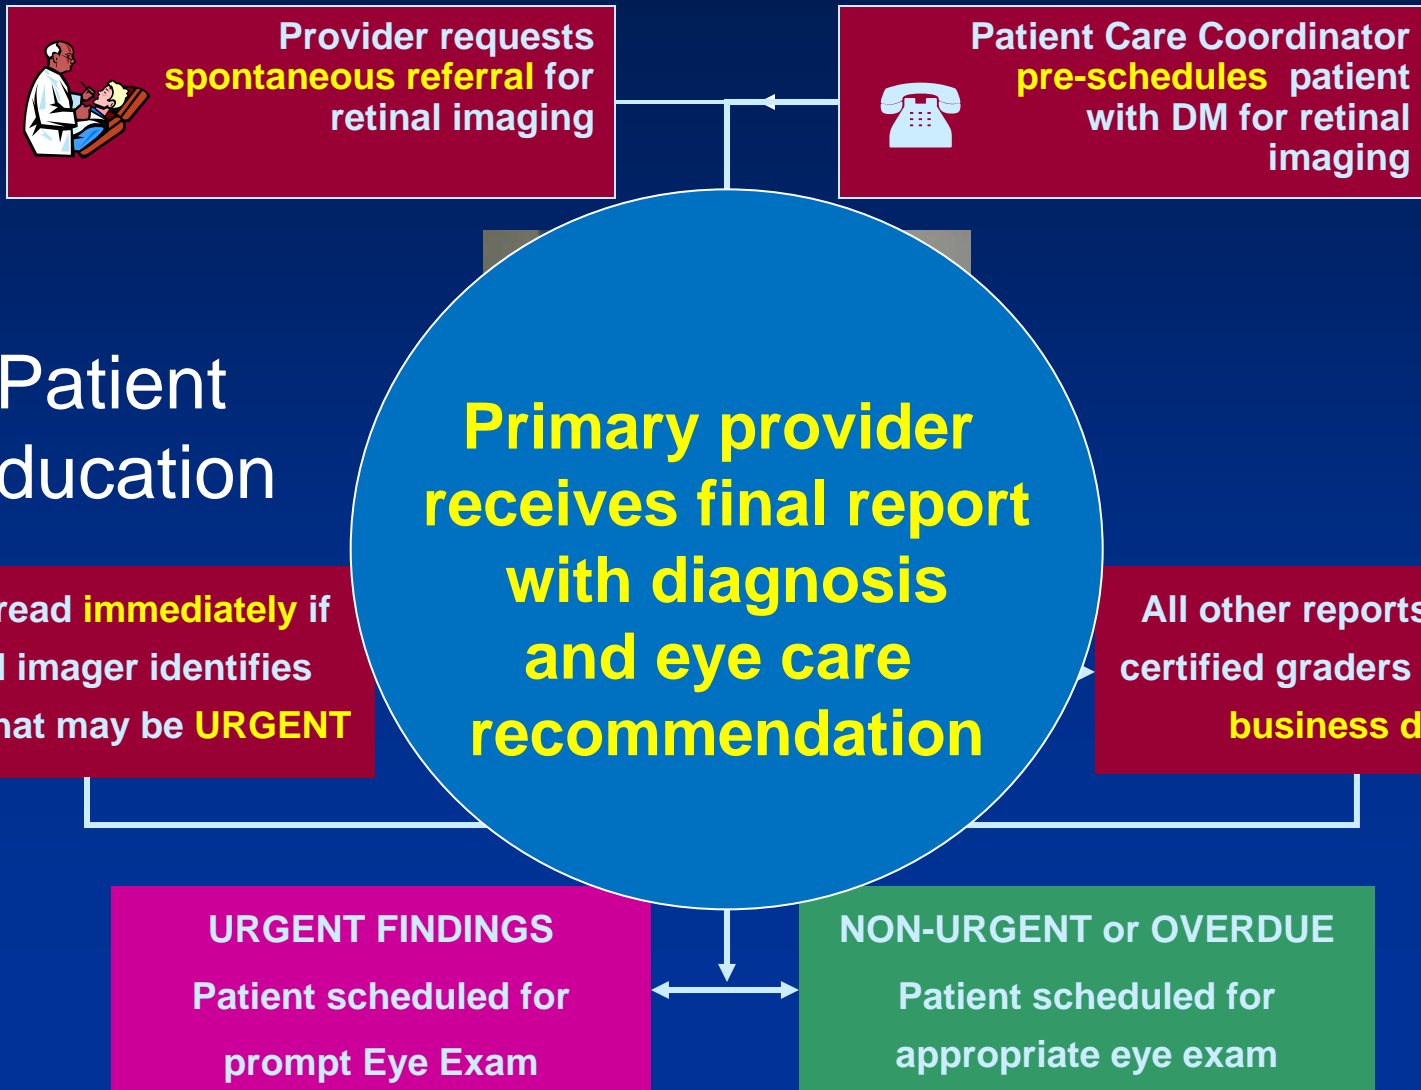 Provider requests
spontaneous referral for
retinal imaging
Patient Care Coordinator
pre-schedules patient
with DM for retinal
imaging
Patient
ducation
Primary provider
receives final report
with diagnosis
and eye care
recommendation
read immediately if
imager identifies
hat may be URGENT
All other reports
certified graders
business d
URGENT FINDINGS
Patient scheduled for
prompt Eye Exam
NON-URGENT or OVERDUE
Patient scheduled for
appropriate eye exam